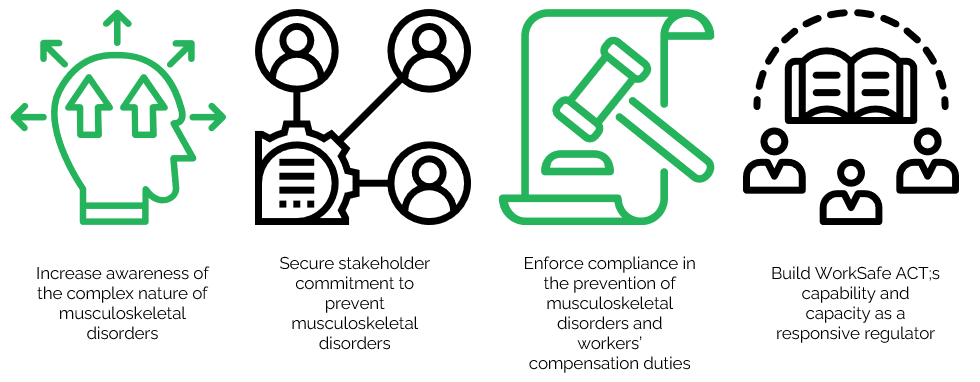 Increase awareness of
the complex nature of
musculoskeletal
disorders
Secure stakeholder
commitment to
prevent
musculoskeletal
disorders
Enforce compliance in
the prevention of
musculoskeletal
disorders and
workers’
compensation duties
Build WorkSafe ACT;s
capability and
capacity as a
responsive regulator